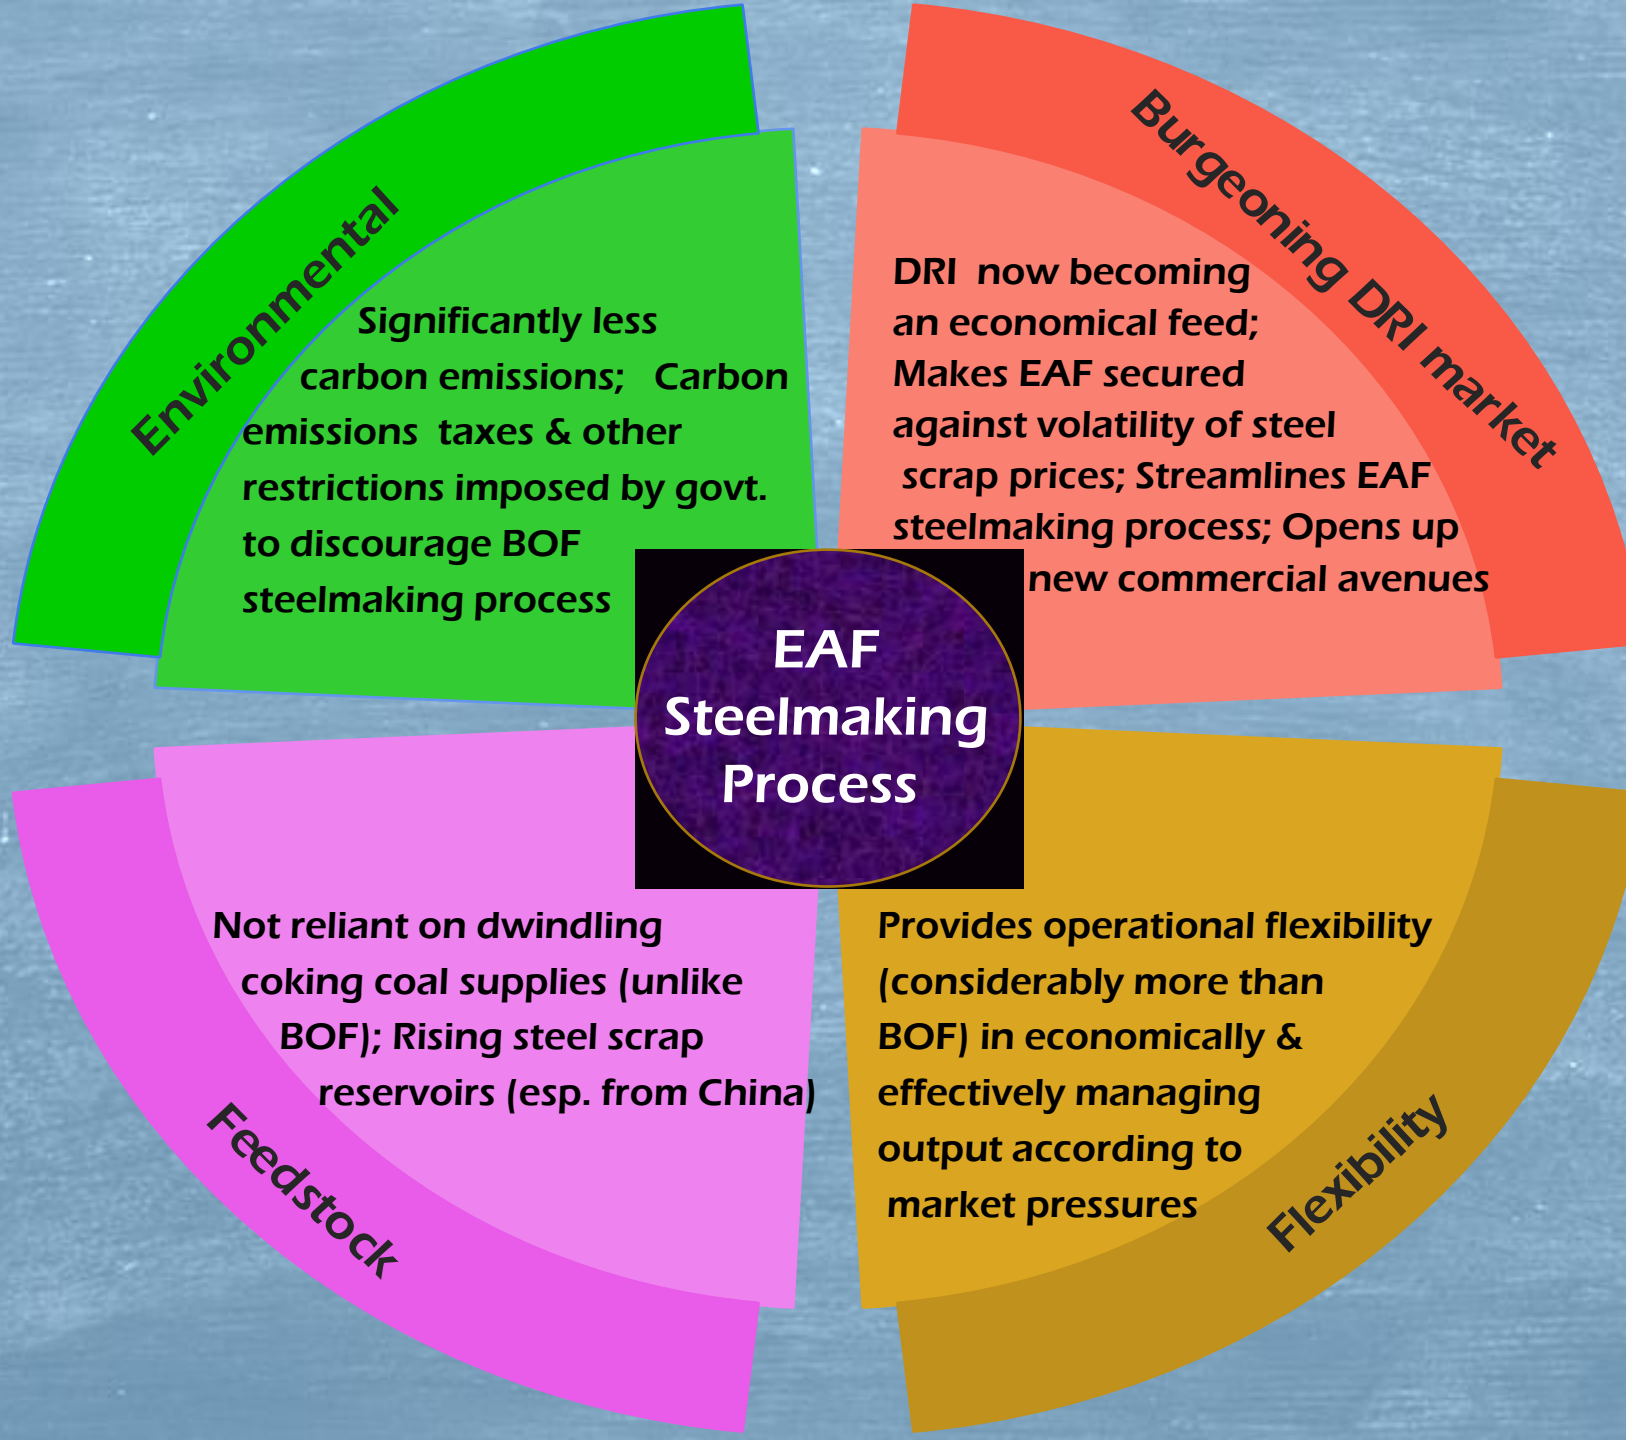 Environmental
Significantly less
carbon emissions; Carbon
emissions taxes & other
restrictions imposed by govt.
to discourage BOF
steelmaking process
Burgeoning DRI market
DRI now becoming
an economical feed;
Makes EAF secured
against volatility of steel
scrap prices; Streamlines EAF
steelmaking process; Opens up
new commercial avenues
EAF
Steelmaking
Process
Not reliant on dwindling
coking coal supplies (unlike
BOF); Rising steel scrap
reservoirs (esp. from China)
Feedstock
Provides operational flexibility
(considerably more than
BOF) in economically &
effectively managing
output according to
market pressures
Flexibility